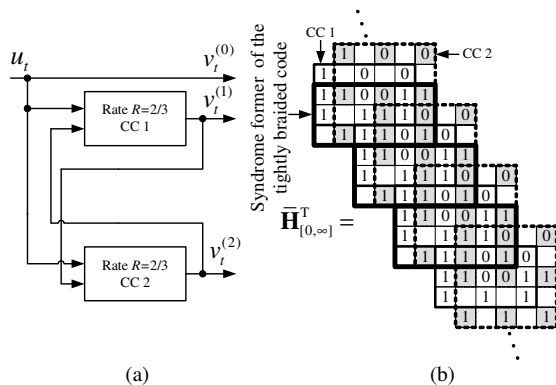 u_t
v_t^(0)
v_t^(1)
Rate R=2/3
CC 1
Rate R=2/3
CC 2
v_t^(2)
(a)
Syndrome former of the
tightly braided code
CC 1
CC 2
H̄^T_[0,∞] =
1 0 0
1 0 0
1 0 0 1 1
1 1 1 1 0 0
1 1 1 0 1 0
1 0 0 1 1
1 1 1 1 0 0
1 1 1 0 1 0
1 0 0 1 1
1 1 1 1 0 0
1 1 1 0 1 0
1 0 0 1 1
1 1 1
1 1 1
(b)